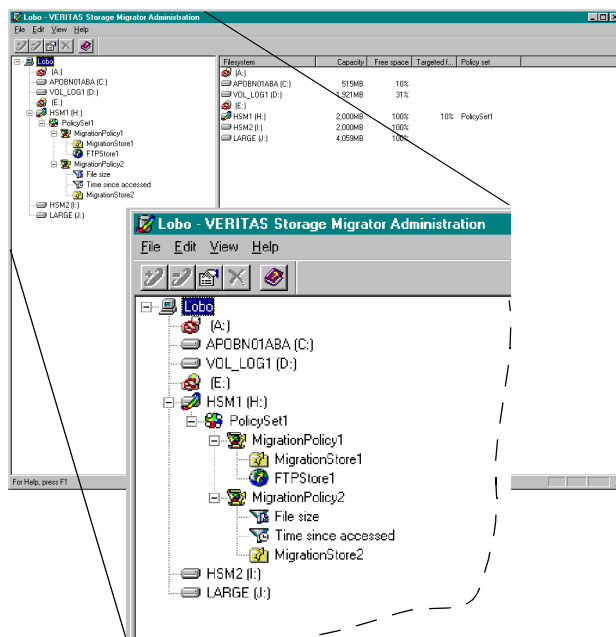 Lobo - VERITAS Storage Migrator Administration
File Edit View Help
Lobo
(A:)
APOBN01ABA (C:)
VOL_LOG1 (D:)
(E:)
HSM1 (H:)
PolicySet1
MigrationPolicy1
MigrationStore1
FTPStore1
MigrationPolicy2
File size
Time since accessed
MigrationStore2
HSM2 (I:)
LARGE (J:)
Filesystem Capacity Free space Targeted f... Policy set
(A:)
APOBN01ABA (C:) 515MB 10%
VOL_LOG1 (D:) 1,921MB 31%
(E:)
HSM1 (H:) 2,000MB 100% 10% PolicySet1
HSM2 (I:) 2,000MB 100%
LARGE (J:) 4,059MB 100%
For Help, press F1
Lobo - VERITAS Storage Migrator Administration
File Edit View Help
Lobo
(A:)
APOBN01ABA (C:)
VOL_LOG1 (D:)
(E:)
HSM1 (H:)
PolicySet1
MigrationPolicy1
MigrationStore1
FTPStore1
MigrationPolicy2
File size
Time since accessed
MigrationStore2
HSM2 (I:)
LARGE (J:)